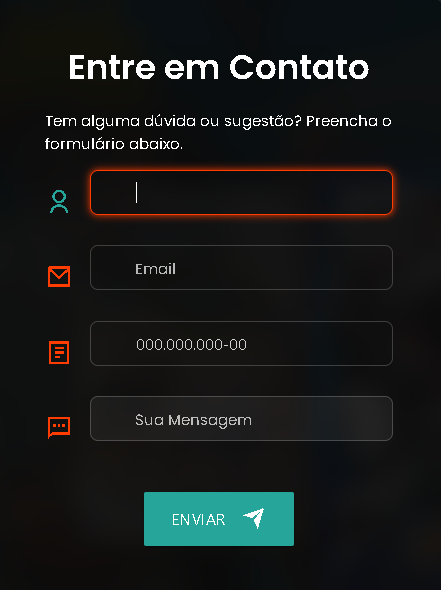 Entre em Contato
Tem alguma dúvida ou sugestão? Preencha o
formulário abaixo.
Email
000.000.000-00
Sua Mensagem
ENVIAR